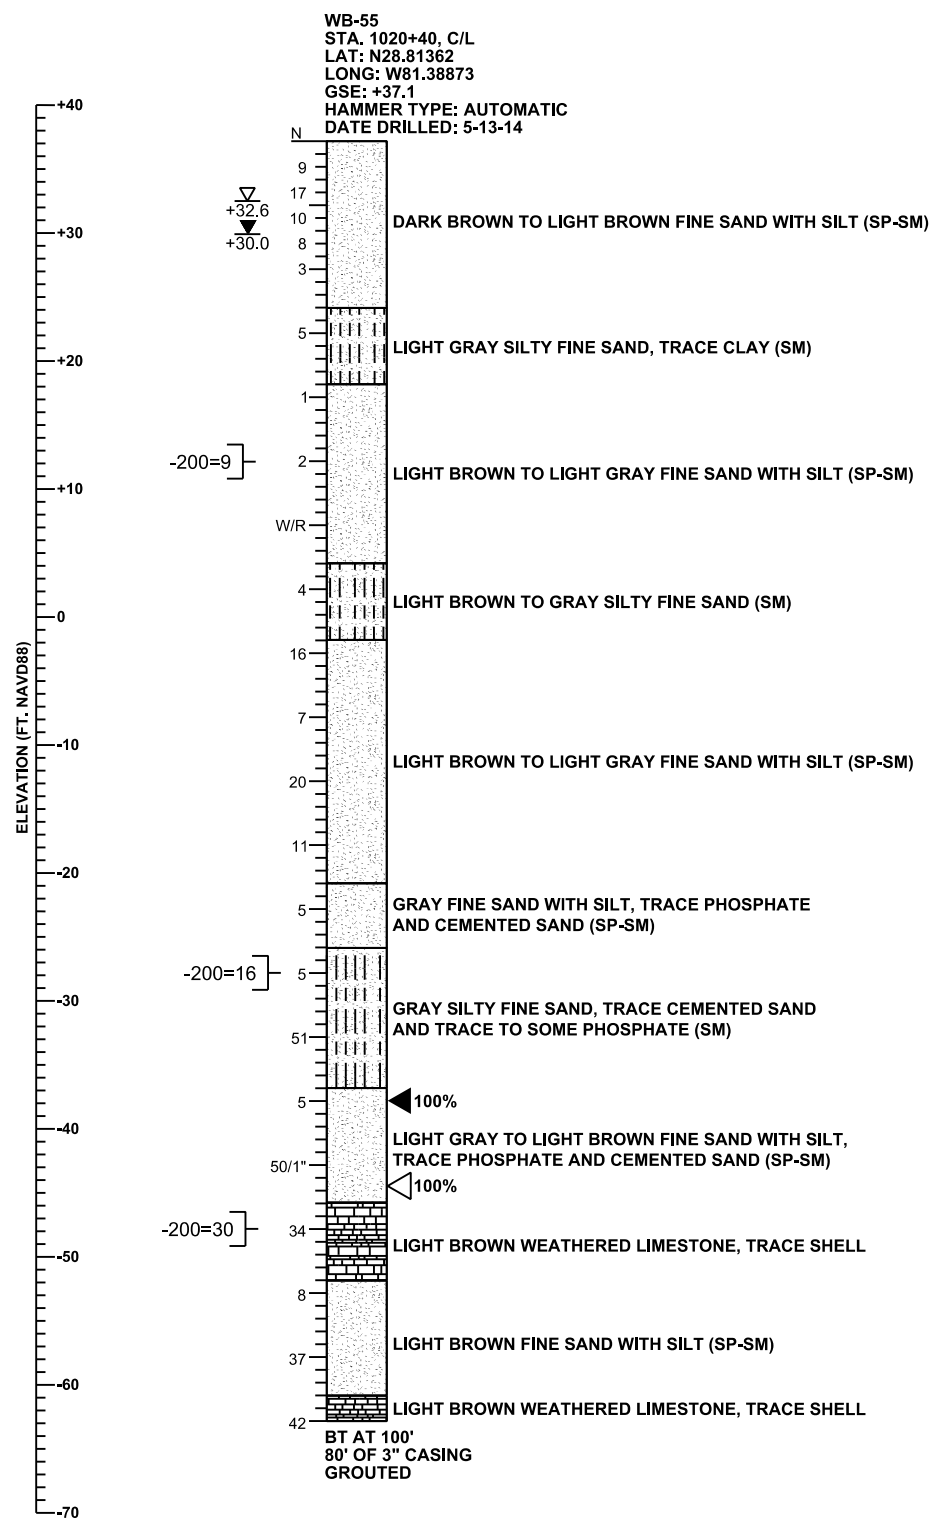 WB-55
STA. 1020+40, C/L
LAT: N28.81362
LONG: W81.38873
GSE: +37.1
HAMMER TYPE: AUTOMATIC
DATE DRILLED: 5-13-14
+40
N
9
17
+32.6
10
DARK BROWN TO LIGHT BROWN FINE SAND WITH SILT (SP-SM)
+30
+30.0
8
3
5
LIGHT GRAY SILTY FINE SAND, TRACE CLAY (SM)
+20
1
-200=9
2
LIGHT BROWN TO LIGHT GRAY FINE SAND WITH SILT (SP-SM)
+10
W/R
4
LIGHT BROWN TO GRAY SILTY FINE SAND (SM)
0
16
ELEVATION (FT. NAVD88)
7
-10
LIGHT BROWN TO LIGHT GRAY FINE SAND WITH SILT (SP-SM)
20
11
-20
5
GRAY FINE SAND WITH SILT, TRACE PHOSPHATE
AND CEMENTED SAND (SP-SM)
-200=16
5
-30
GRAY SILTY FINE SAND, TRACE CEMENTED SAND
AND TRACE TO SOME PHOSPHATE (SM)
51
5
100%
-40
LIGHT GRAY TO LIGHT BROWN FINE SAND WITH SILT,
TRACE PHOSPHATE AND CEMENTED SAND (SP-SM)
50/1"
100%
-200=30
34
LIGHT BROWN WEATHERED LIMESTONE, TRACE SHELL
-50
8
LIGHT BROWN FINE SAND WITH SILT (SP-SM)
37
-60
LIGHT BROWN WEATHERED LIMESTONE, TRACE SHELL
42
BT AT 100'
80' OF 3" CASING
GROUTED
-70